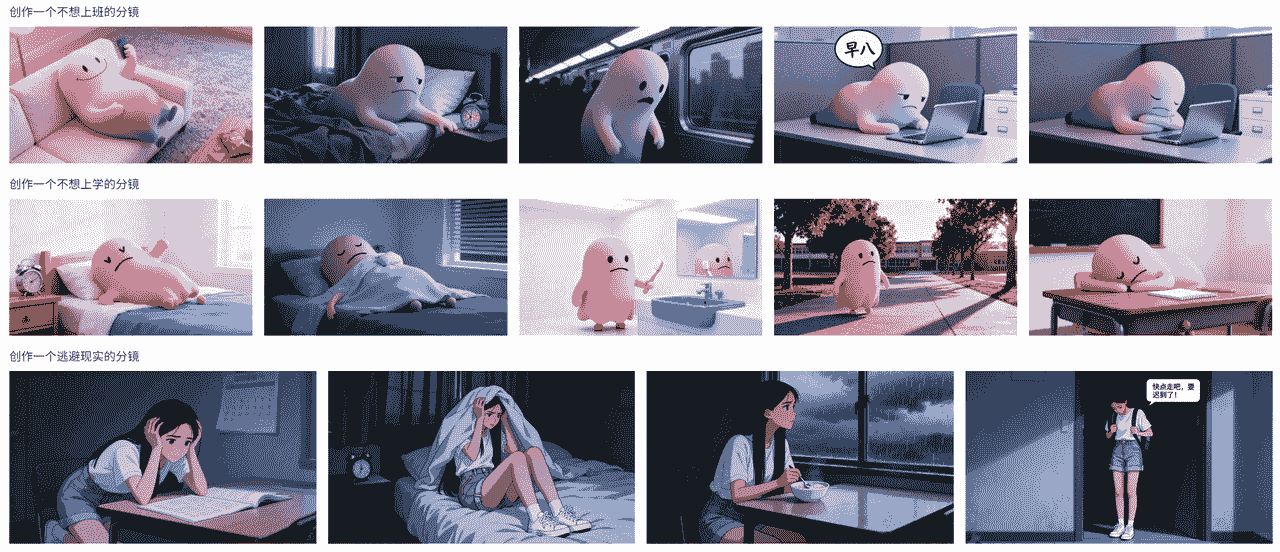 创作一个不想上班的分镜
早八
创作一个不想上学的分镜
创作一个逃避现实的分镜
快点走吧，要
迟到了！